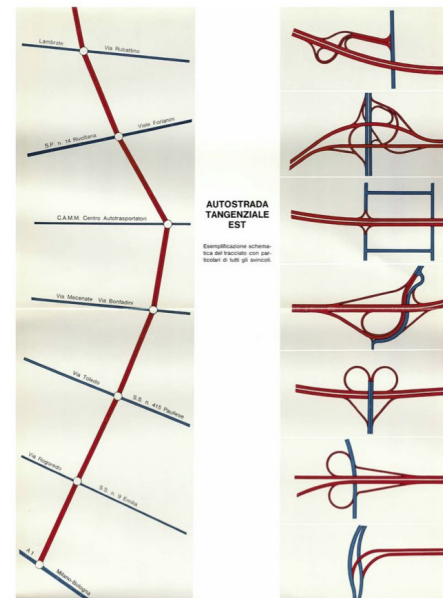 Lambrate
Via Rubattino
S.P. n. 14 Rivoltana
Viale Forlanini
AUTOSTRADA
TANGENZIALE
EST
Esemplificazione schema-
tica del tracciato con par-
ticolari di tutti gli svincoli.
C.A.M.M. Centro Autotrasportatori
Via Mecenate Via Bonfadini
Via Toledo
S.S. n. 415 Paullese
Via Rogoredo
S.S. n. 9 Emilia
A 1
Milano-Bologna